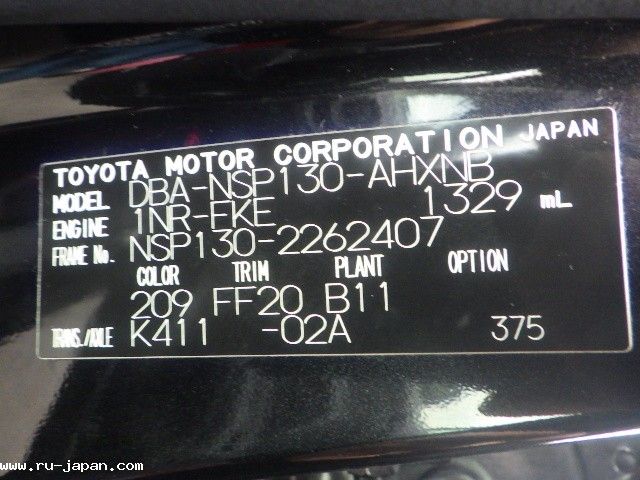 TOYOTA MOTOR CORPORATION JAPAN
MODEL DBA-NSP130-AHXNB
ENGINE 1NR-FKE 1329 mL
FRAME No. NSP130-2262407
COLOR TRIM PLANT OPTION
209 FF20 B11
TRANS./AXLE K411 -02A 375
www.ru-japan.com